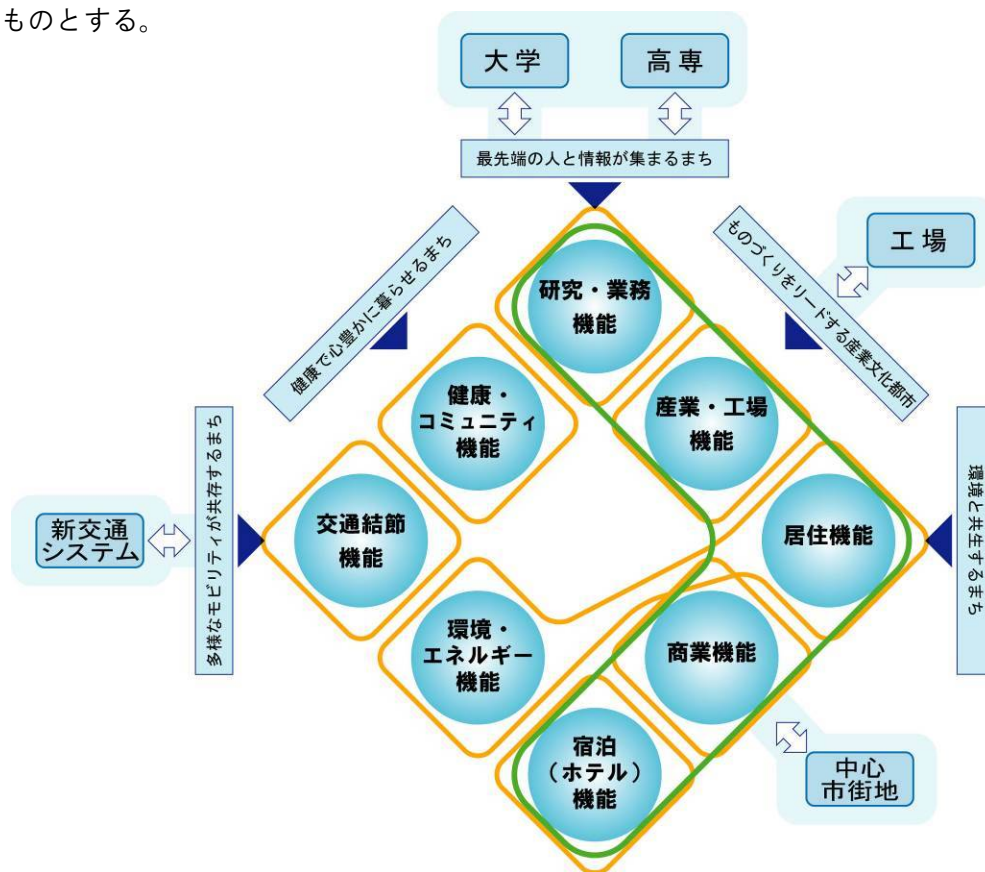 ものとする。
大学
高専
最先端の人と情報が集まるまち
工場
ものづくりをリードする産業文化都市
健康で心豊かに暮らせるまち
研究・業務
機能
健康・
コミュニティ
機能
産業・工場
機能
多様なモビリティが共存するまち
新交通
システム
交通結節
機能
居住機能
環境と共生するまち
環境・
エネルギー
機能
商業機能
宿泊
（ホテル）
機能
中心
市街地